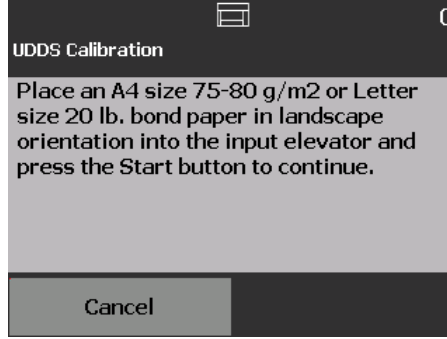 UDDS Calibration
Place an A4 size 75-80 g/m2 or Letter
size 20 lb. bond paper in landscape
orientation into the input elevator and
press the Start button to continue.
Cancel